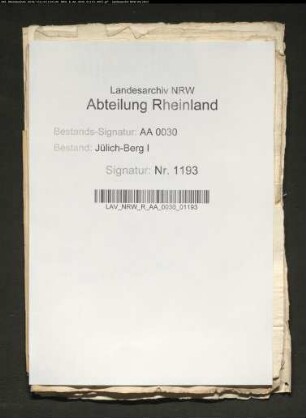 Landesarchiv NRW
Abteilung Rheinland
Bestands-Signatur: AA 0030
Bestand: Jülich-Berg I
Signatur: Nr. 1193
LAV_NRW_R_AA_0030_01193